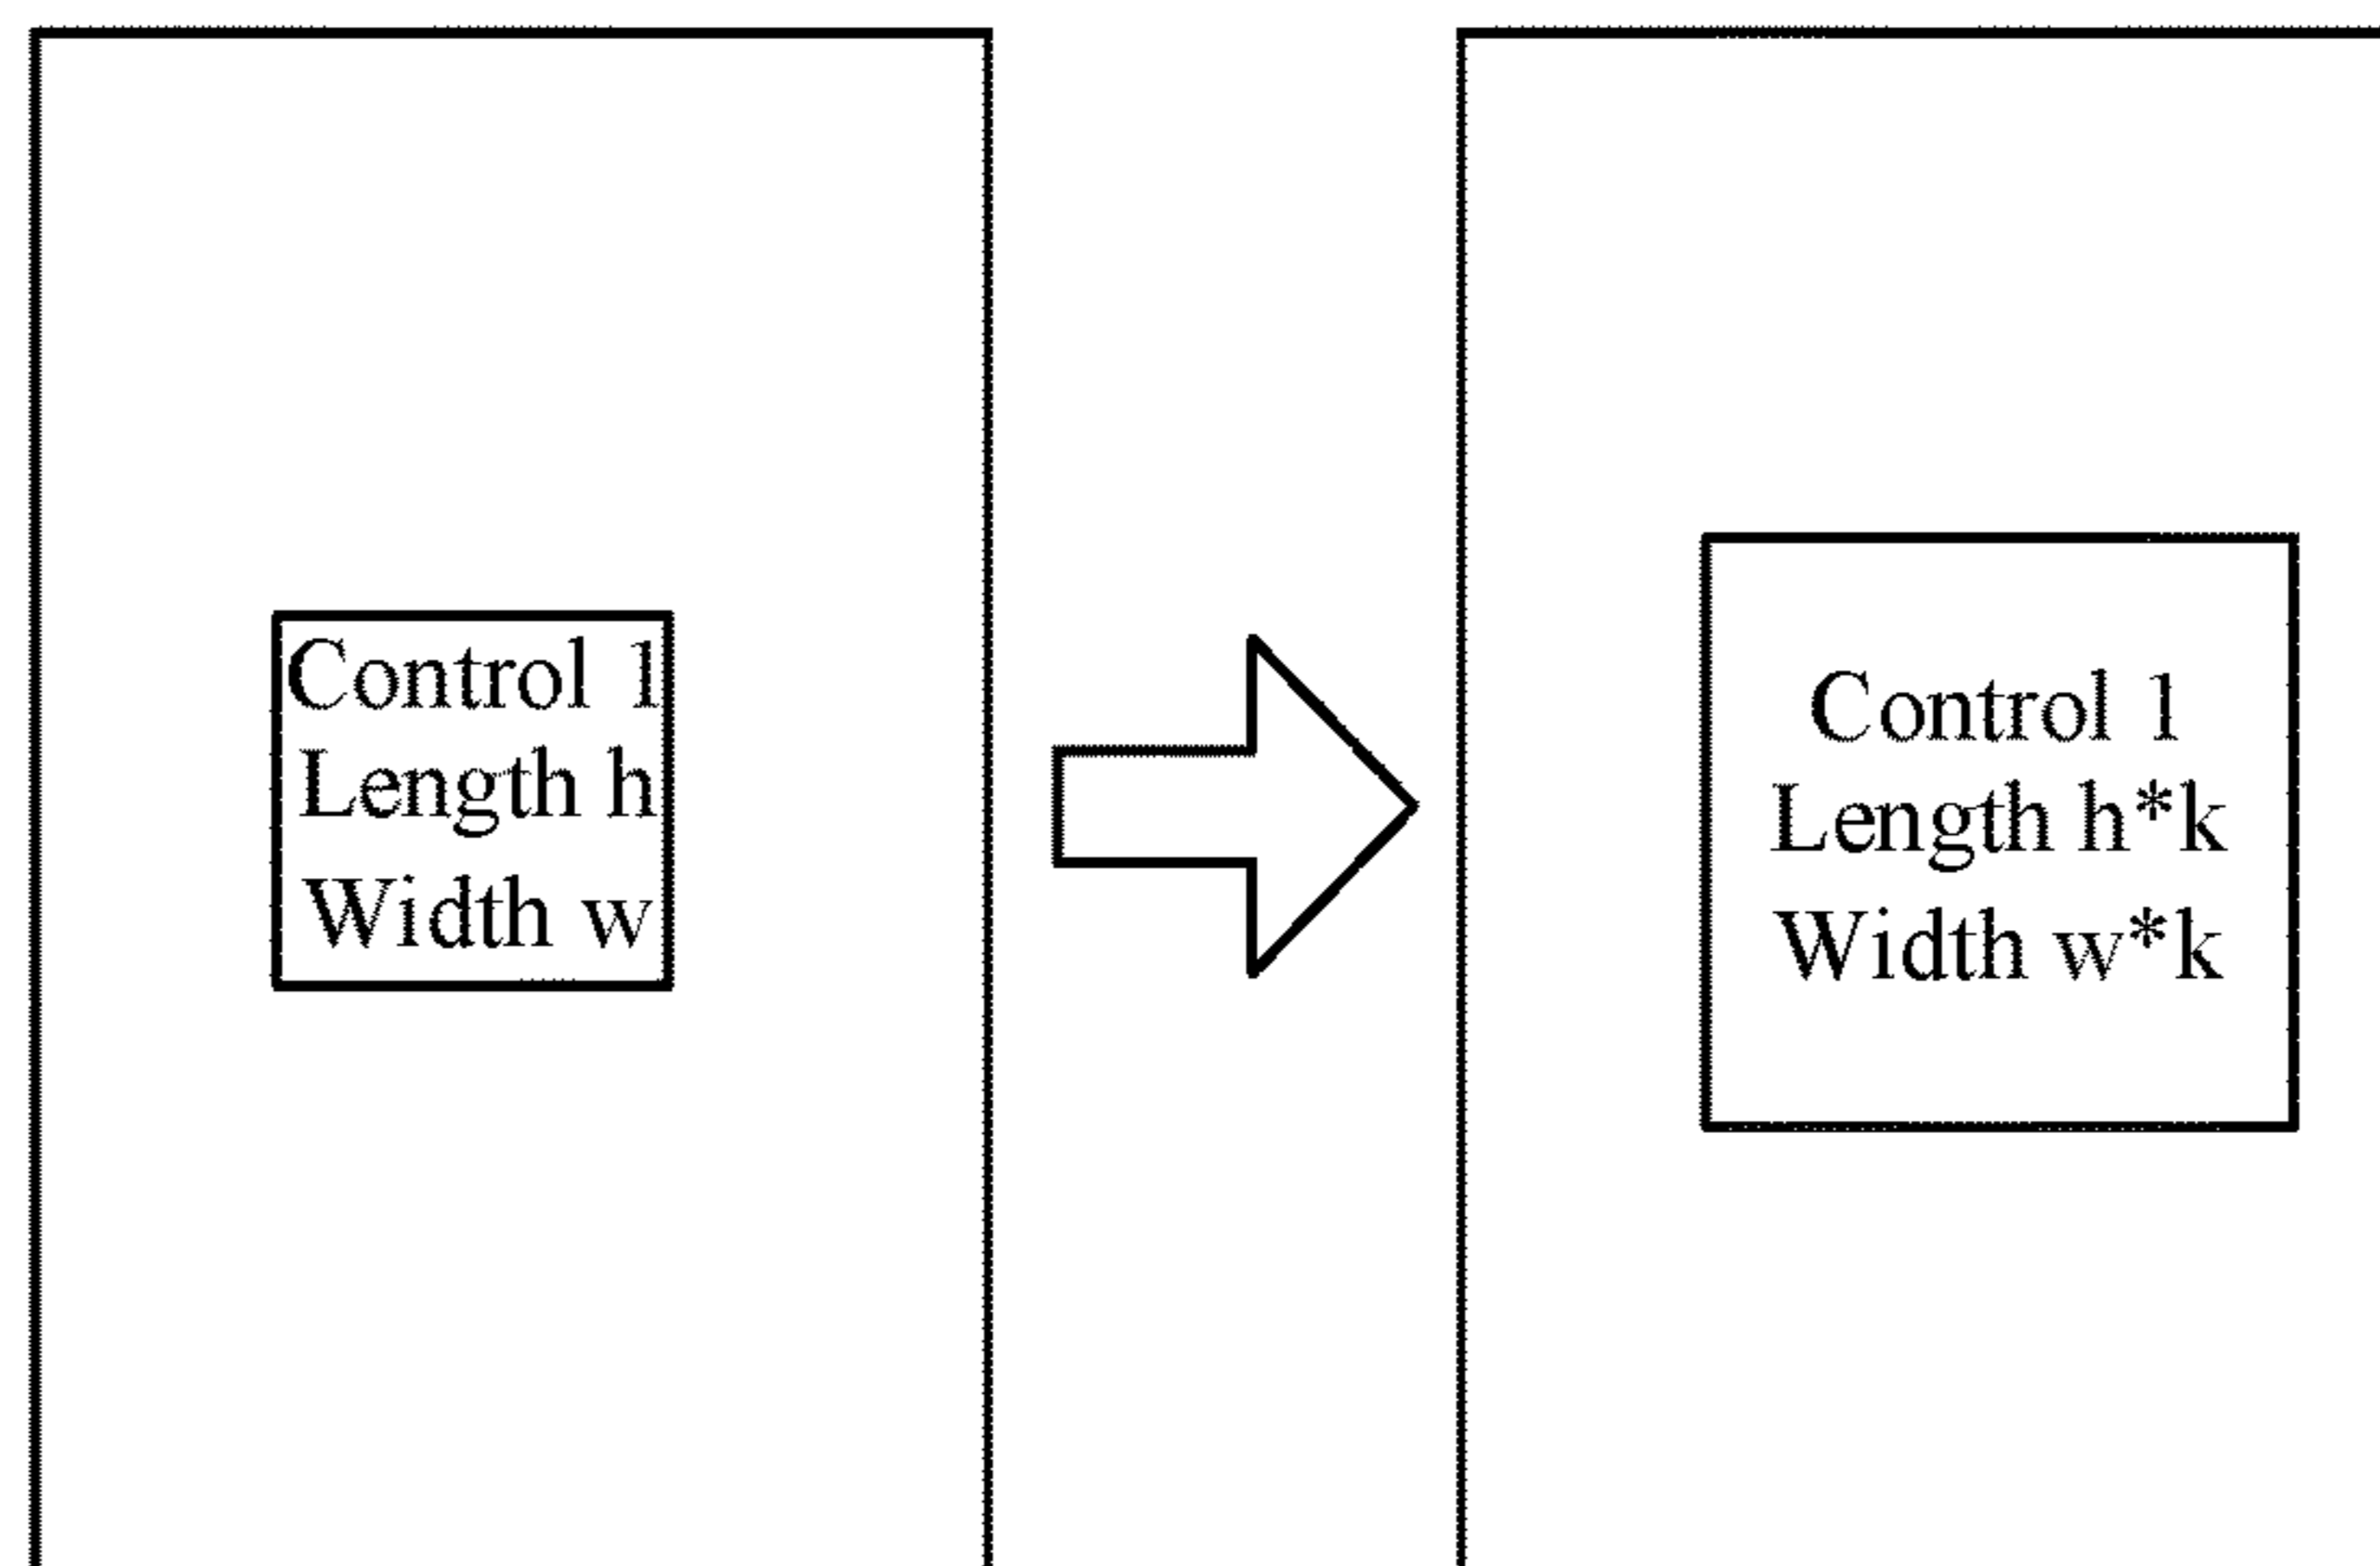 Control 1
Length h
Width w
Control 1
Length h*k
Width w*k